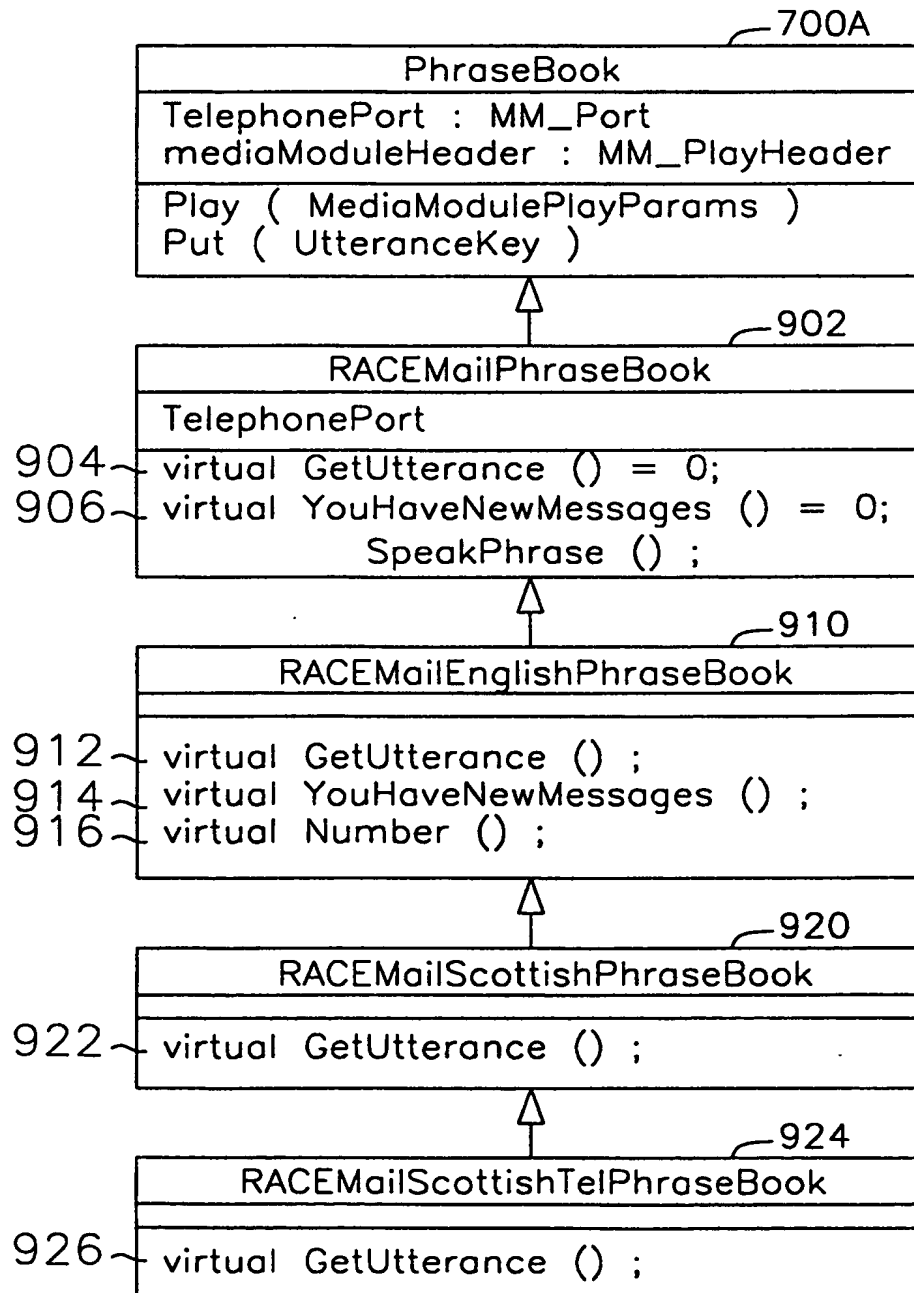 700A
PhraseBook
TelephonePort : MM_Port
mediaModuleHeader : MM_PlayHeader
Play ( MediaModulePlayParams )
Put ( UtteranceKey )
902
RACEMailPhraseBook
TelephonePort
904 virtual GetUtterance () = 0;
906 virtual YouHaveNewMessages () = 0;
SpeakPhrase () ;
910
RACEMailEnglishPhraseBook
912 virtual GetUtterance () ;
914 virtual YouHaveNewMessages () ;
916 virtual Number () ;
920
RACEMailScottishPhraseBook
922 virtual GetUtterance () ;
924
RACEMailScottishTelPhraseBook
926 virtual GetUtterance () ;